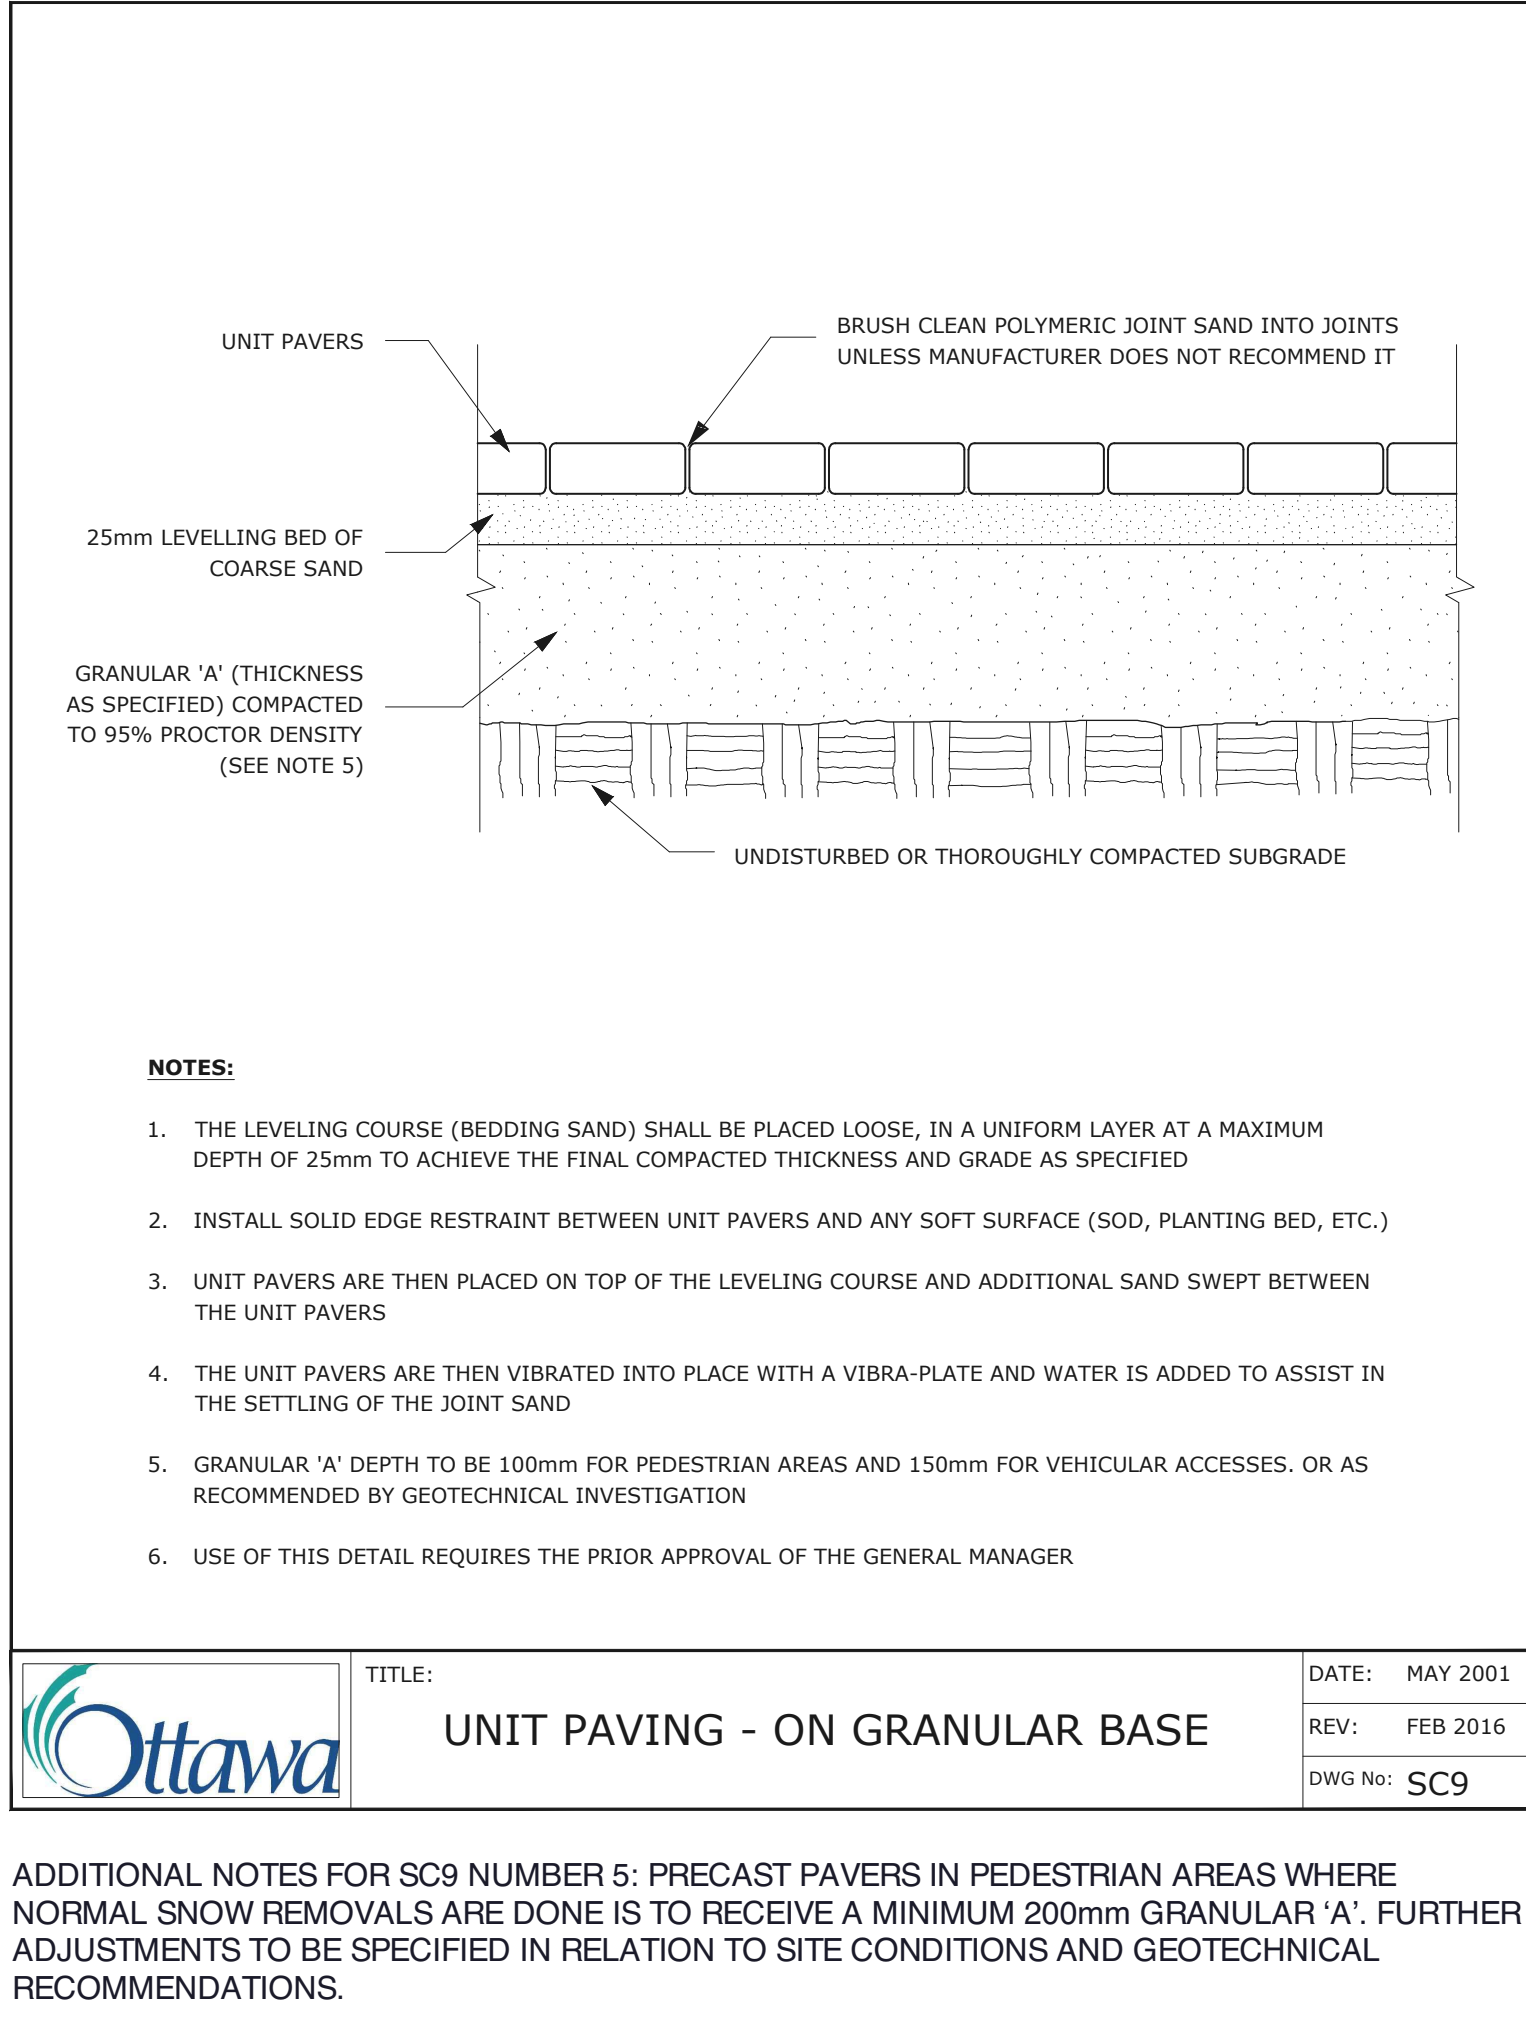 UNIT PAVERS
BRUSH CLEAN POLYMERIC JOINT SAND INTO JOINTS
UNLESS MANUFACTURER DOES NOT RECOMMEND IT
25mm LEVELLING BED OF
COARSE SAND
GRANULAR 'A' (THICKNESS
AS SPECIFIED) COMPACTED
TO 95% PROCTOR DENSITY
(SEE NOTE 5)
UNDISTURBED OR THOROUGHLY COMPACTED SUBGRADE
NOTES:
1. THE LEVELING COURSE (BEDDING SAND) SHALL BE PLACED LOOSE, IN A UNIFORM LAYER AT A MAXIMUM
DEPTH OF 25mm TO ACHIEVE THE FINAL COMPACTED THICKNESS AND GRADE AS SPECIFIED
2. INSTALL SOLID EDGE RESTRAINT BETWEEN UNIT PAVERS AND ANY SOFT SURFACE (SOD, PLANTING BED, ETC.)
3. UNIT PAVERS ARE THEN PLACED ON TOP OF THE LEVELING COURSE AND ADDITIONAL SAND SWEPT BETWEEN
THE UNIT PAVERS
4. THE UNIT PAVERS ARE THEN VIBRATED INTO PLACE WITH A VIBRA-PLATE AND WATER IS ADDED TO ASSIST IN
THE SETTLING OF THE JOINT SAND
5. GRANULAR 'A' DEPTH TO BE 100mm FOR PEDESTRIAN AREAS AND 150mm FOR VEHICULAR ACCESSES. OR AS
RECOMMENDED BY GEOTECHNICAL INVESTIGATION
6. USE OF THIS DETAIL REQUIRES THE PRIOR APPROVAL OF THE GENERAL MANAGER
Ottawa
TITLE:
UNIT PAVING - ON GRANULAR BASE
DATE: MAY 2001
REV: FEB 2016
DWG No: SC9
ADDITIONAL NOTES FOR SC9 NUMBER 5: PRECAST PAVERS IN PEDESTRIAN AREAS WHERE
NORMAL SNOW REMOVALS ARE DONE IS TO RECEIVE A MINIMUM 200mm GRANULAR ‘A’. FURTHER
ADJUSTMENTS TO BE SPECIFIED IN RELATION TO SITE CONDITIONS AND GEOTECHNICAL
RECOMMENDATIONS.